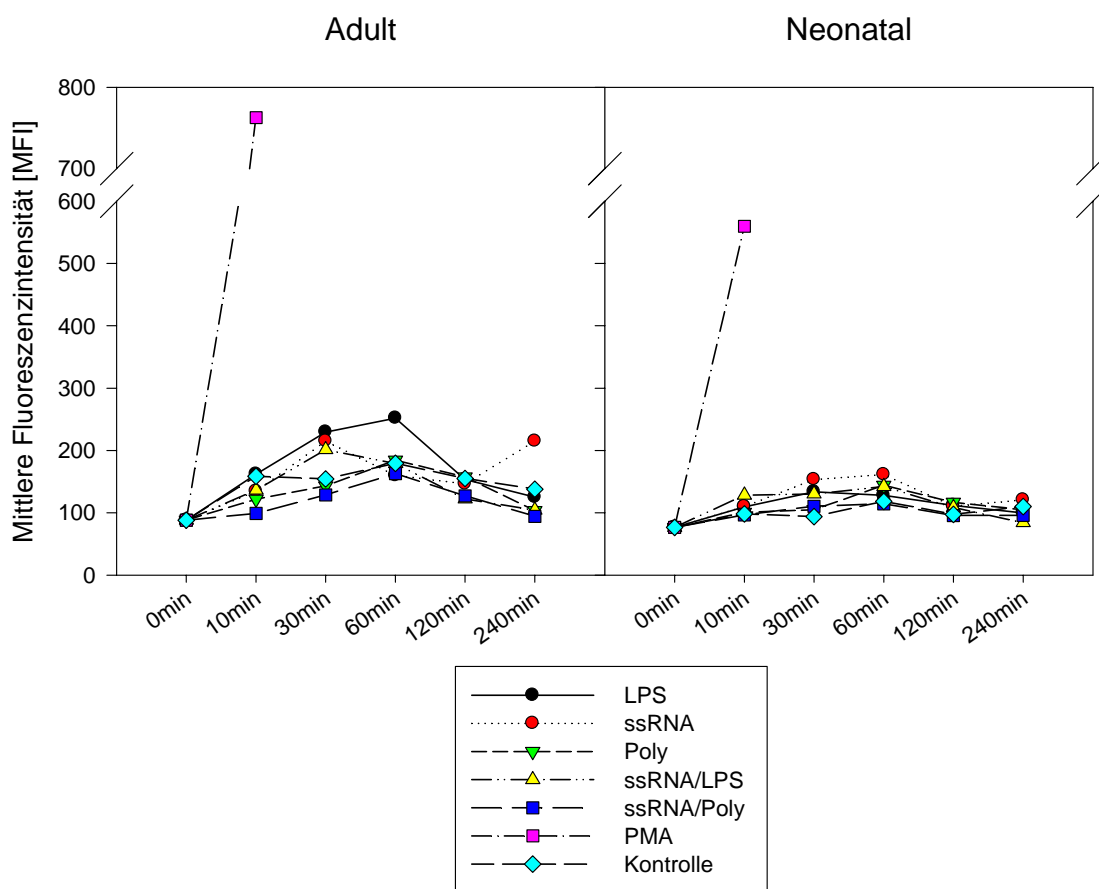 Adult
Neonatal
Mittlere Fluoreszenzintensität [MFI]
800
700
600
500
400
300
200
100
0
0min
10min
30min
60min
120min
240min
0min
10min
30min
60min
120min
240min
LPS
ssRNA
Poly
ssRNA/LPS
ssRNA/Poly
PMA
Kontrolle